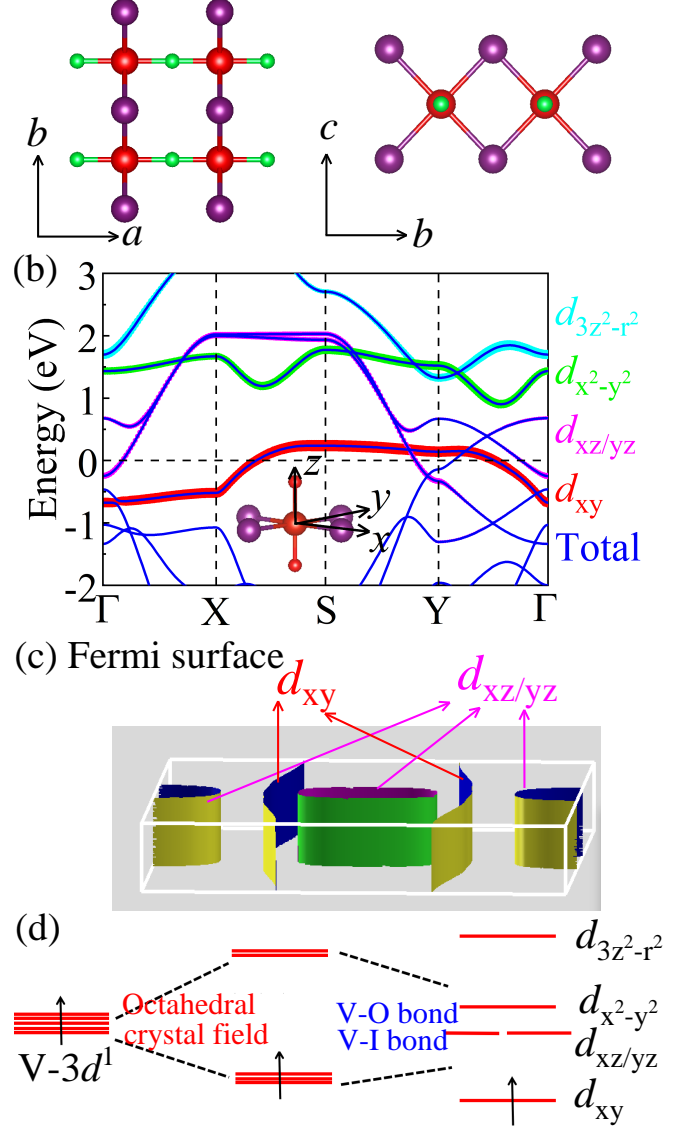 b
a
c
b
(b)
Energy (eV)
3
2
1
0
-1
-2
Γ X S Y Γ
z
y
x
d3z²-r²
dx²-y²
dxz/yz
dxy
Total
(c) Fermi surface
dxy
dxz/yz
(d)
V-3d¹
Octahedral
crystal field
V-O bond
V-I bond
d3z²-r²
dx²-y²
dxz/yz
dxy